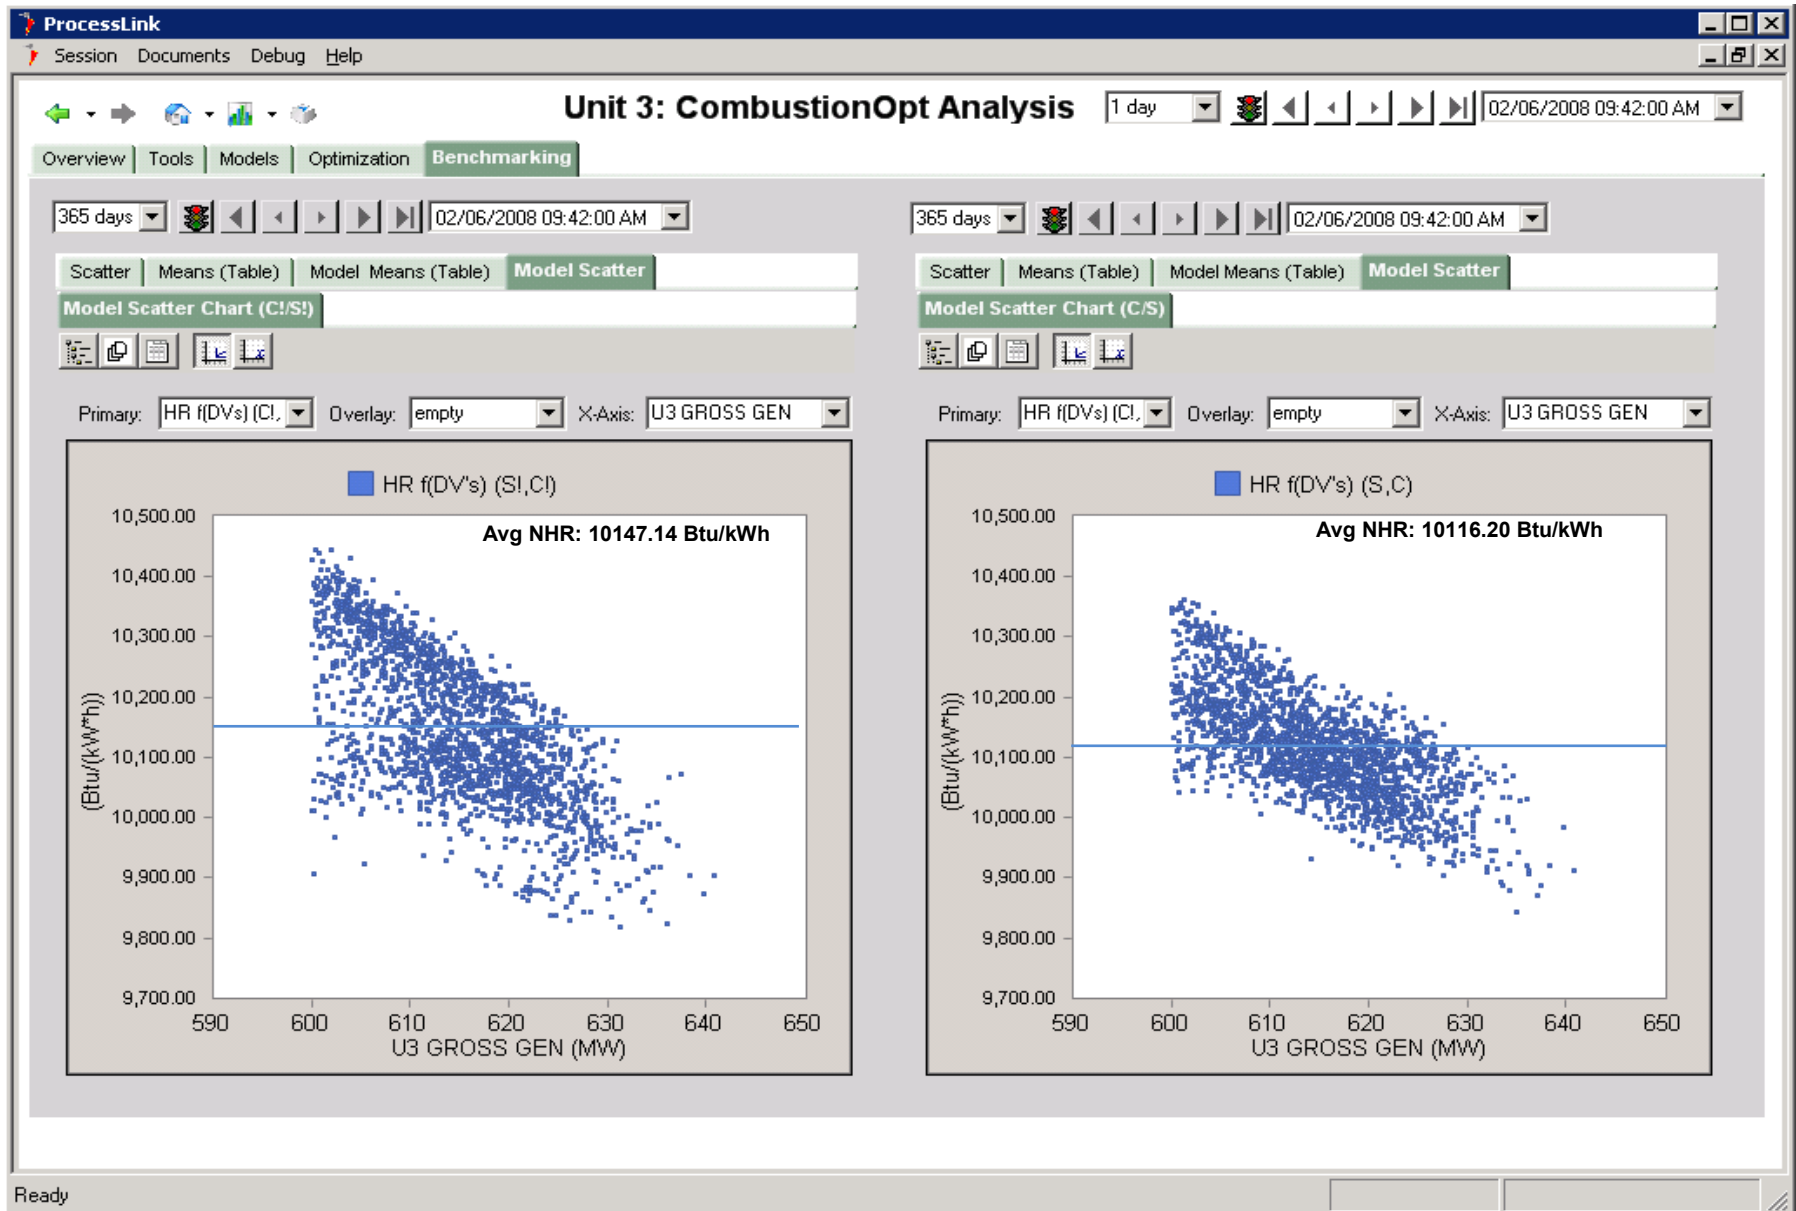 ProcessLink
Session Documents Debug Help
Unit 3: CombustionOpt Analysis 1 day 02/06/2008 09:42:00 AM
Overview Tools Models Optimization Benchmarking
365 days 02/06/2008 09:42:00 AM
Scatter Means (Table) Model Means (Table) Model Scatter
Model Scatter Chart (C!/S!)
Primary: HR f(DVs) (C!, Overlay: empty X-Axis: U3 GROSS GEN
HR f(DV's) (S!,C!)
Avg NHR: 10147.14 Btu/kWh
10,500.00
10,400.00
10,300.00
10,200.00
10,100.00
10,000.00
9,900.00
9,800.00
9,700.00
(Btu/(kW*h))
590 600 610 620 630 640 650
U3 GROSS GEN (MW)
365 days 02/06/2008 09:42:00 AM
Scatter Means (Table) Model Means (Table) Model Scatter
Model Scatter Chart (C/S)
Primary: HR f(DVs) (C!, Overlay: empty X-Axis: U3 GROSS GEN
HR f(DV's) (S,C)
Avg NHR: 10116.20 Btu/kWh
10,500.00
10,400.00
10,300.00
10,200.00
10,100.00
10,000.00
9,900.00
9,800.00
9,700.00
(Btu/(kW*h))
590 600 610 620 630 640 650
U3 GROSS GEN (MW)
Ready